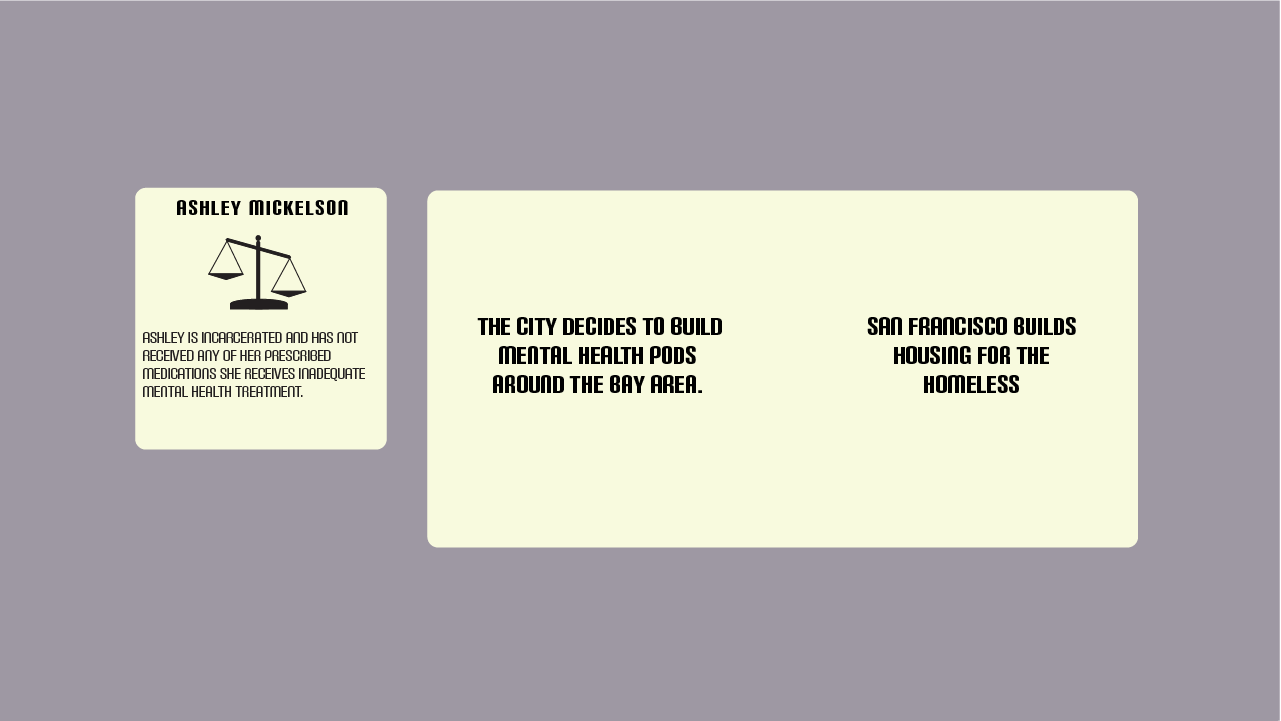 ASHLEY MICKELSON
ASHLEY IS INCARCERATED AND HAS NOT
RECEIVED ANY OF HER PRESCRIBED
MEDICATIONS SHE RECEIVES INADEQUATE
MENTAL HEALTH TREATMENT.
THE CITY DECIDES TO BUILD
MENTAL HEALTH PODS
AROUND THE BAY AREA.
SAN FRANCISCO BUILDS
HOUSING FOR THE
HOMELESS